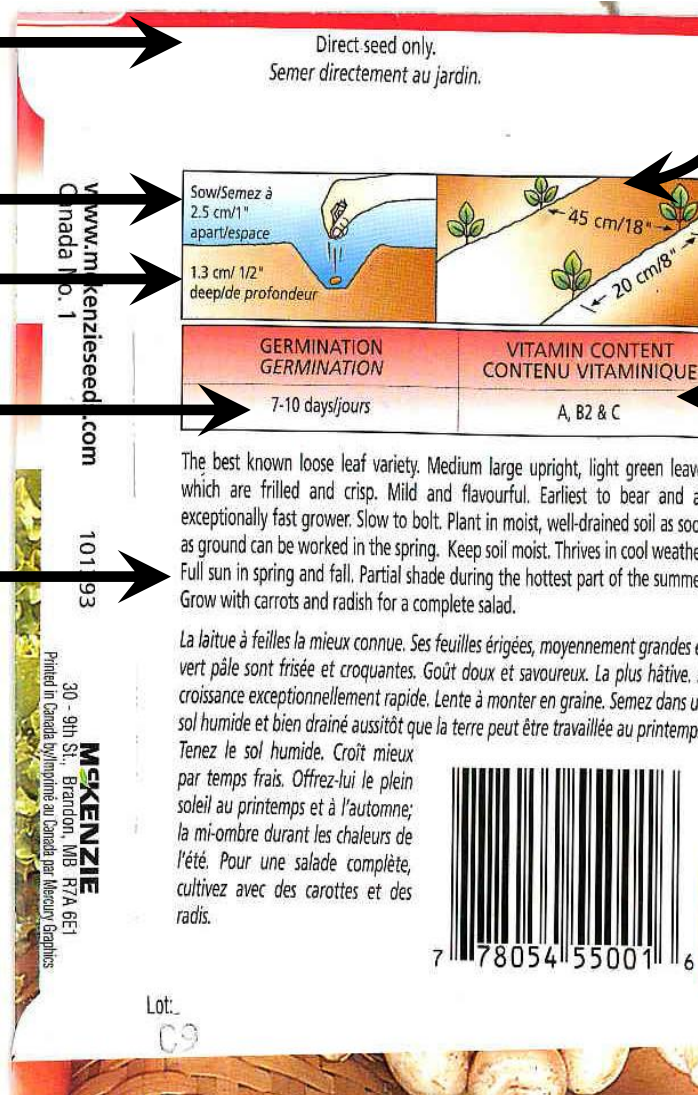 Direct seed only.
Semer directement au jardin.
Sow/Semez à
2.5 cm/1"
apart/espace
1.3 cm/ 1/2"
deep/de profondeur
45 cm/18"
20 cm/8"
GERMINATION
GERMINATION
7-10 days/jours
VITAMIN CONTENT
CONTENU VITAMINIQUE
A, B2 & C
The best known loose leaf variety. Medium large upright, light green leave
which are frilled and crisp. Mild and flavourful. Earliest to bear and a
exceptionally fast grower. Slow to bolt. Plant in moist, well-drained soil as soo
as ground can be worked in the spring. Keep soil moist. Thrives in cool weathe
Full sun in spring and fall. Partial shade during the hottest part of the summe
Grow with carrots and radish for a complete salad.
La laitue à feilles la mieux connue. Ses feuilles érigées, moyennement grandes e
vert pâle sont frisée et croquantes. Goût doux et savoureux. La plus hâtive.
croissance exceptionnellement rapide. Lente à monter en graine. Semez dans u
sol humide et bien drainé aussitôt que la terre peut être travaillée au printemp
Tenez le sol humide. Croît mieux
par temps frais. Offrez-lui le plein
soleil au printemps et à l'automne;
la mi-ombre durant les chaleurs de
l'été. Pour une salade complète,
cultivez avec des carottes et des
radis.
7 78054 55001 6
Lot:
C9
www.mckenzieseed .com
Canada No. 1
MCKENZIE
30 - 9th St., Brandon, MB R7A 6E1
Printed in Canada by/Imprimé au Canada par Mercury Graphics